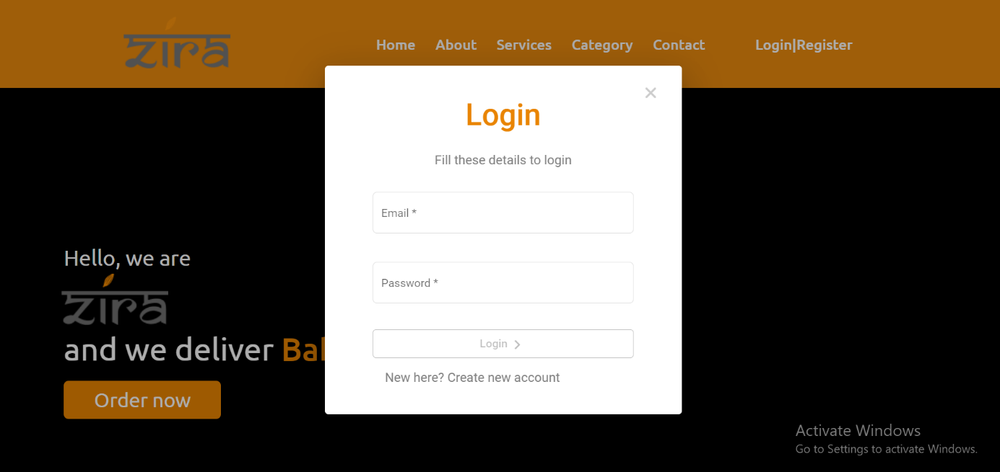 zira
Home About Services Category Contact Login|Register
Login
Fill these details to login
Email *
Password *
Login
New here? Create new account
Hello, we are
zira
and we deliver
Order now
Activate Windows
Go to Settings to activate Windows.